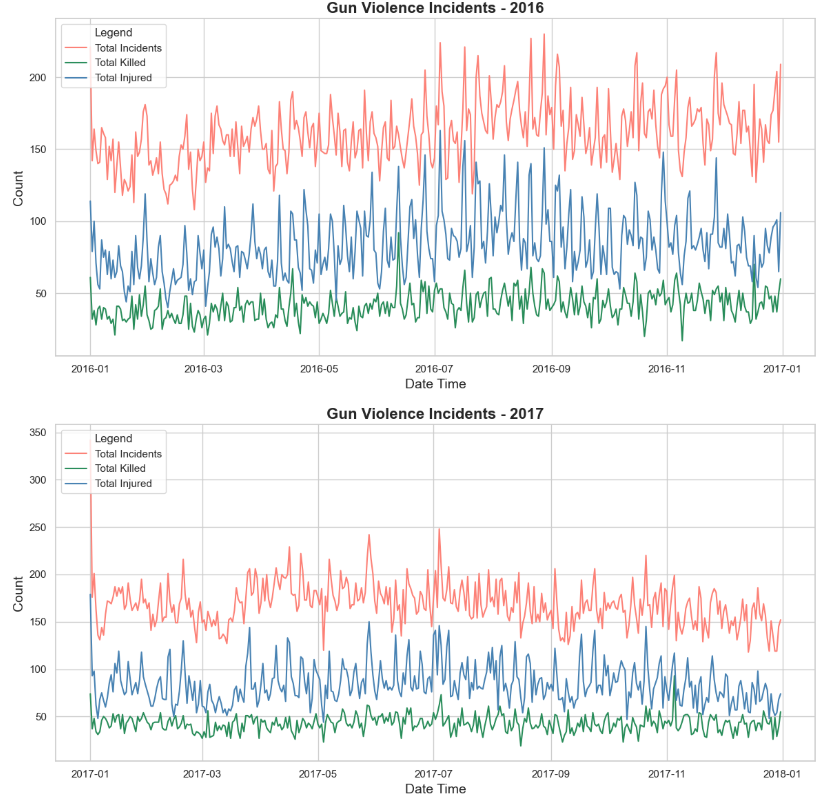 Gun Violence Incidents - 2016
Legend
Total Incidents
Total Killed
Total Injured
200
150
100
50
Count
2016-01
2016-03
2016-05
2016-07
2016-09
2016-11
2017-01
Date Time
Gun Violence Incidents - 2017
Legend
Total Incidents
Total Killed
Total Injured
350
300
250
200
150
100
50
Count
2017-01
2017-03
2017-05
2017-07
2017-09
2017-11
2018-01
Date Time